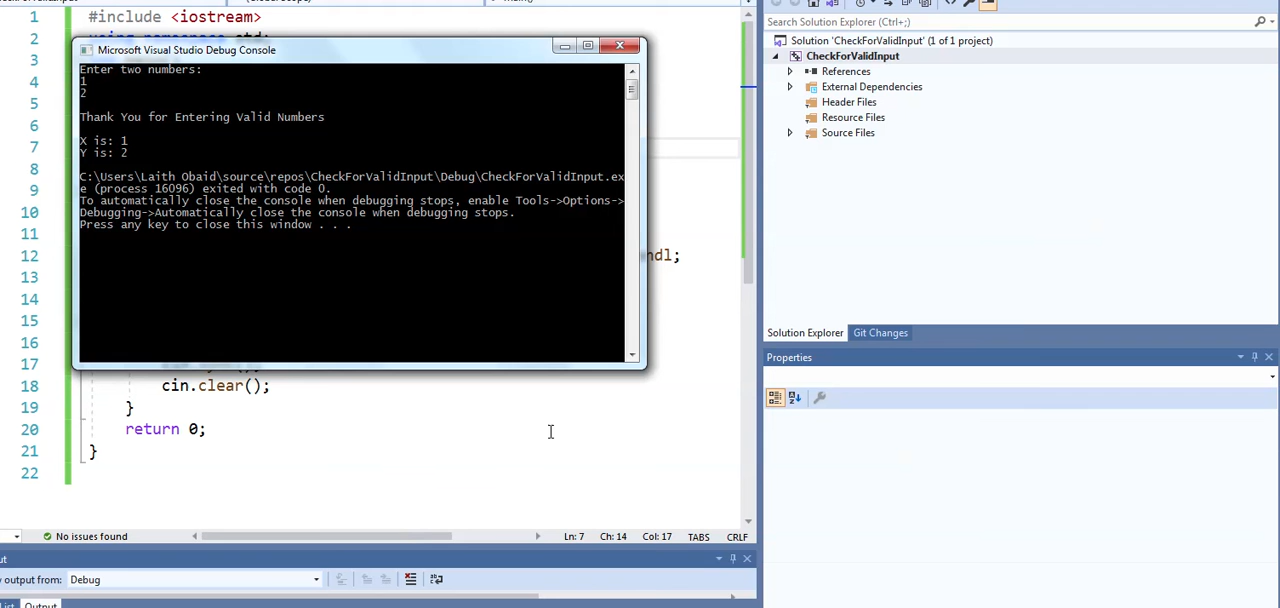 1 #include <iostream>
2
3
4
5
6
7
8
9
10
11
12 ndl;
13
14
15
16
17
18 cin.clear();
19 }
20 return 0;
21 }
22
Microsoft Visual Studio Debug Console
Enter two numbers:
1
2
Thank You for Entering Valid Numbers
X is: 1
Y is: 2
C:\Users\Laith Obaid\source\repos\CheckForValidInput\Debug\CheckForValidInput.ex
e (process 16096) exited with code 0.
To automatically close the console when debugging stops, enable Tools->Options->
Debugging->Automatically close the console when debugging stops.
Press any key to close this window . . .
No issues found
Ln: 7 Ch: 14 Col: 17 TABS CRLF
output from: Debug
Output
Search Solution Explorer (Ctrl+;)
Solution 'CheckForValidInput' (1 of 1 project)
CheckForValidInput
References
External Dependencies
Header Files
Resource Files
Source Files
Solution Explorer Git Changes
Properties